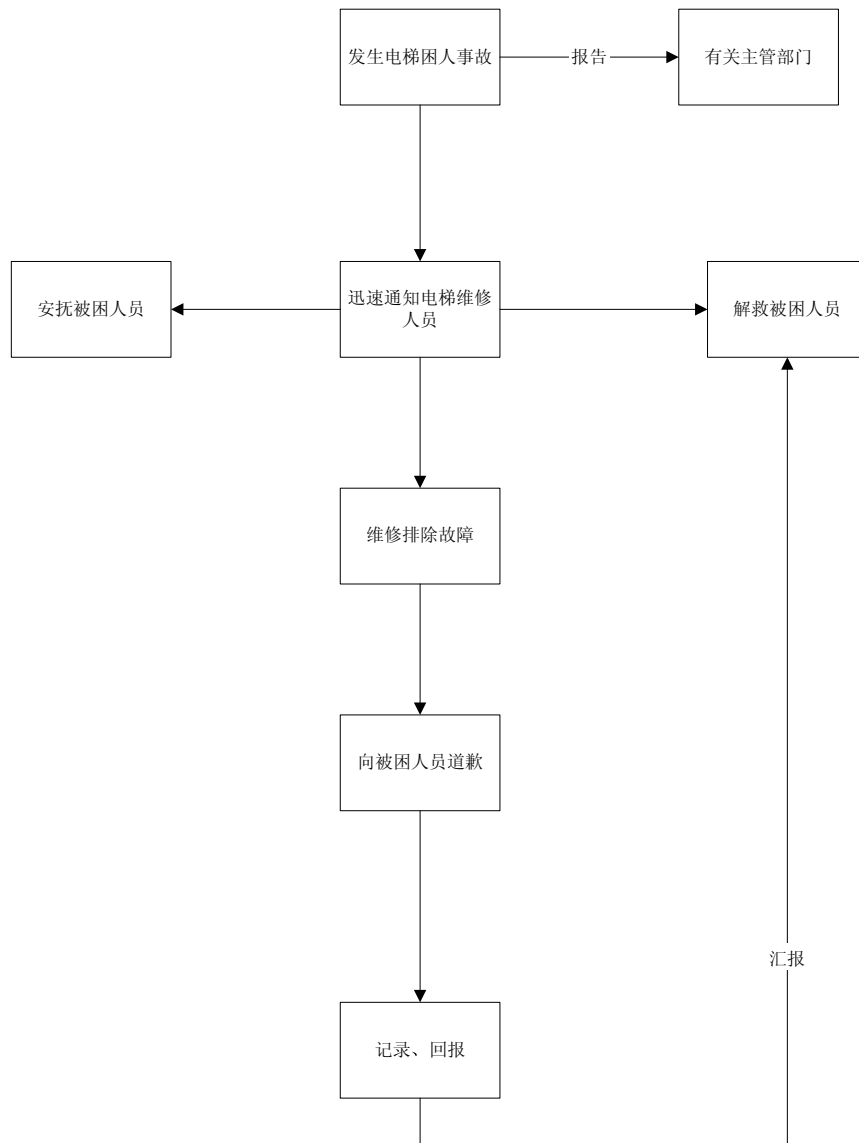 发生电梯困人事故
报告
有关主管部门
安抚被困人员
迅速通知电梯维修
人员
解救被困人员
维修排除故障
向被困人员道歉
汇报
记录、回报